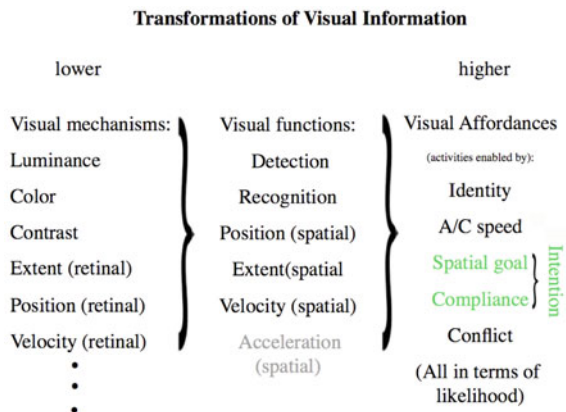 Transformations of Visual Information
lower
higher
Visual mechanisms:
Luminance
Color
Contrast
Extent (retinal)
Position (retinal)
Velocity (retinal)
Visual functions:
Detection
Recognition
Position (spatial)
Extent(spatial
Velocity (spatial)
Acceleration
(spatial)
Visual Affordances
(activities enabled by):
Identity
A/C speed
Spatial goal
Compliance
Intention
Conflict
(All in terms of
likelihood)